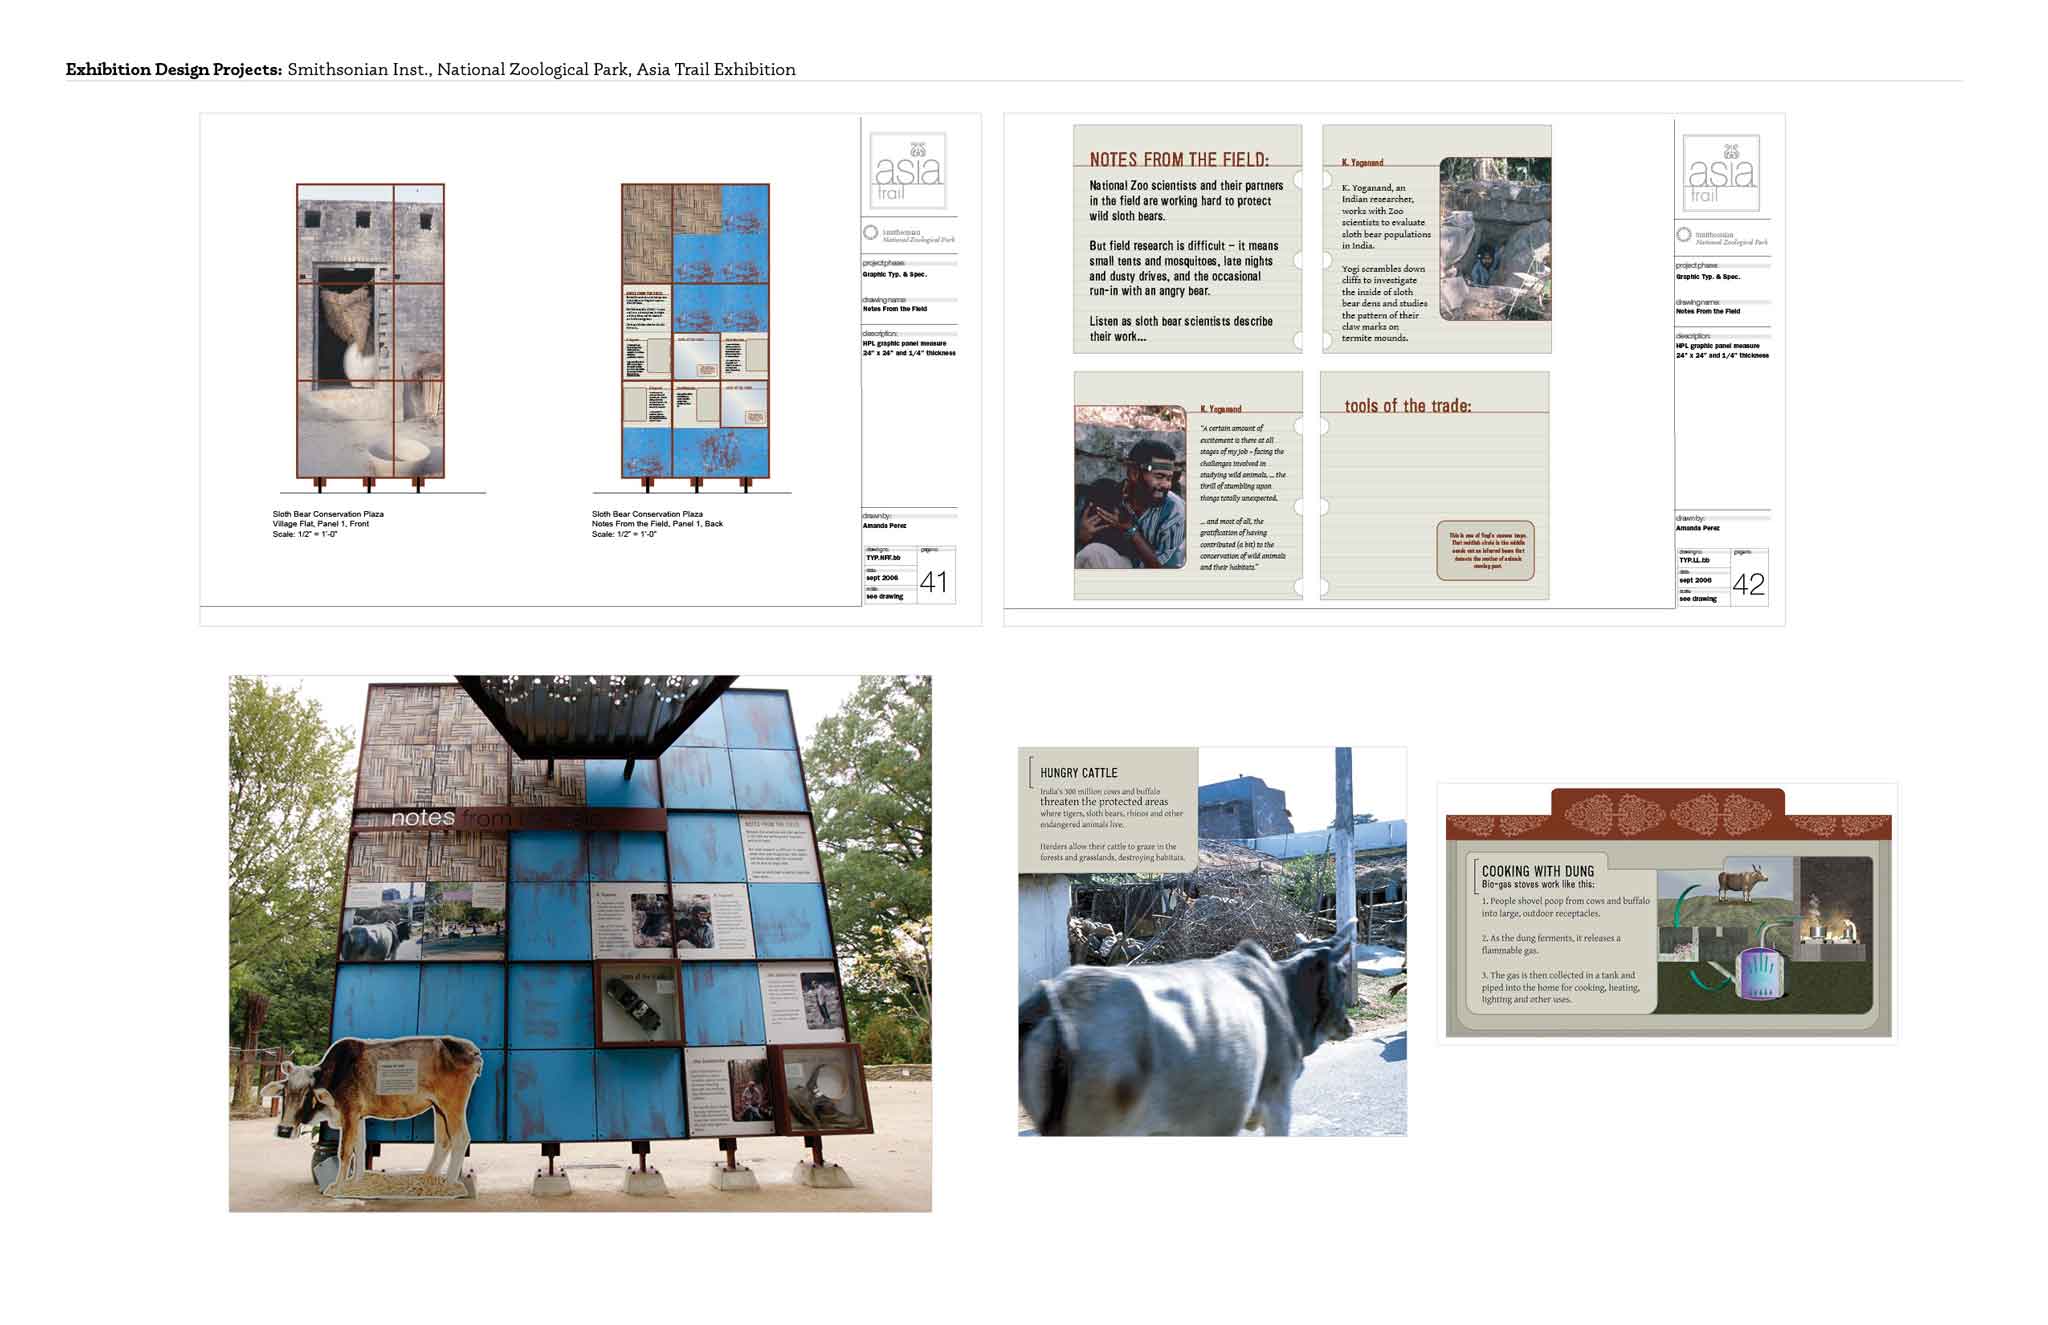 Exhibition Design Projects: Smithsonian Inst., National Zoological Park, Asia Trail Exhibition
Sloth Bear Conservation Plaza
Village Flat, Panel 1, Front
Scale: 1/2" = 1'-0"
NOTES FROM THE FIELD:
Sloth Bear Conservation Plaza
Notes From the Field, Panel 1, Back
Scale: 1/2" = 1'-0"
asia
trail
Smithsonian
National Zoological Park
project phase:
Graphic Typ. & Spec.
drawing name:
Notes From the Field
description:
HPL graphic panel measure
24" x 24" and 1/4" thickness
drawn by:
Amanda Perez
drawing no:
TYP.NFF.bb
date:
sept 2006
scale:
see drawing
page no:
41
NOTES FROM THE FIELD:
National Zoo scientists and their partners
in the field are working hard to protect
wild sloth bears.
But field research is difficult – it means
small tents and mosquitoes, late nights
and dusty drives, and the occasional
run-in with an angry bear.
Listen as sloth bear scientists describe
their work...
K. Yoganand
K. Yoganand, an
Indian researcher,
works with Zoo
scientists to evaluate
sloth bear populations
in India.
Yogi scrambles down
cliffs to investigate
the inside of sloth
bear dens and studies
the pattern of their
claw marks on
termite mounds.
K. Yoganand
"A certain amount of
excitement is there at all
stages of my job – facing the
challenges involved in
studying wild animals, ... the
thrill of stumbling upon
things totally unexpected,
... and most of all, the
gratification of having
contributed (a bit) to the
conservation of wild animals
and their habitats."
tools of the trade:
This is one of Yogi's camera traps.
That reddish circle in the middle
sends out an infrared beam that
detects the motion of animals
moving past.
asia
trail
Smithsonian
National Zoological Park
project phase:
Graphic Typ. & Spec.
drawing name:
Notes From the Field
description:
HPL graphic panel measure
24" x 24" and 1/4" thickness
drawn by:
Amanda Perez
drawing no:
TYP.LL.bb
date:
sept 2006
scale:
see drawing
page no:
42
notes from the field
NOTES FROM THE FIELD:
tools of the trade:
HUNGRY CATTLE
India's 300 million cows and buffalo
threaten the protected areas
where tigers, sloth bears, rhinos and other
endangered animals live.
Herders allow their cattle to graze in the
forests and grasslands, destroying habitats.
COOKING WITH DUNG
Bio-gas stoves work like this:
1. People shovel poop from cows and buffalo
into large, outdoor receptacles.
2. As the dung ferments, it releases a
flammable gas.
3. The gas is then collected in a tank and
piped into the home for cooking, heating,
lighting and other uses.